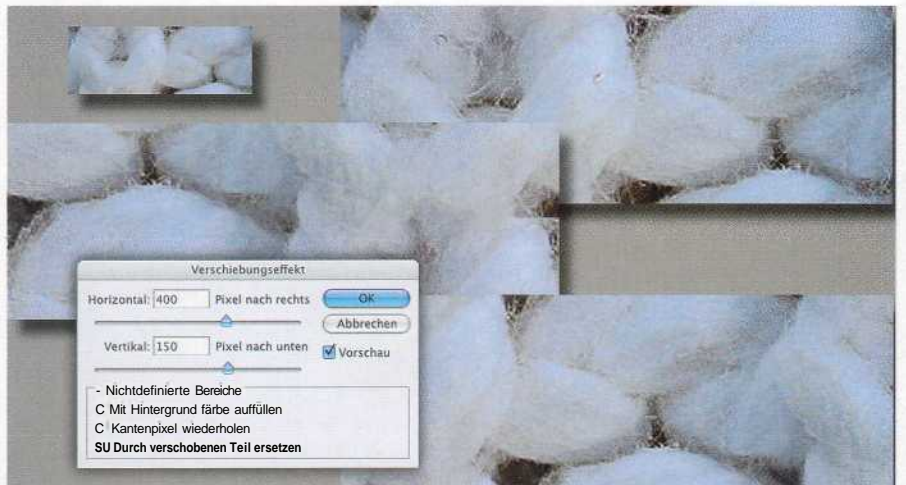 Verschiebungseffekt
Horizontal: 400 Pixel nach rechts OK
Abbrechen
Vertikal: 150 Pixel nach unten Vorschau
- Nichtdefinierte Bereiche
C Mit Hintergrund färbe auffüllen
C Kantenpixel wiederholen
SU Durch verschobenen Teil ersetzen